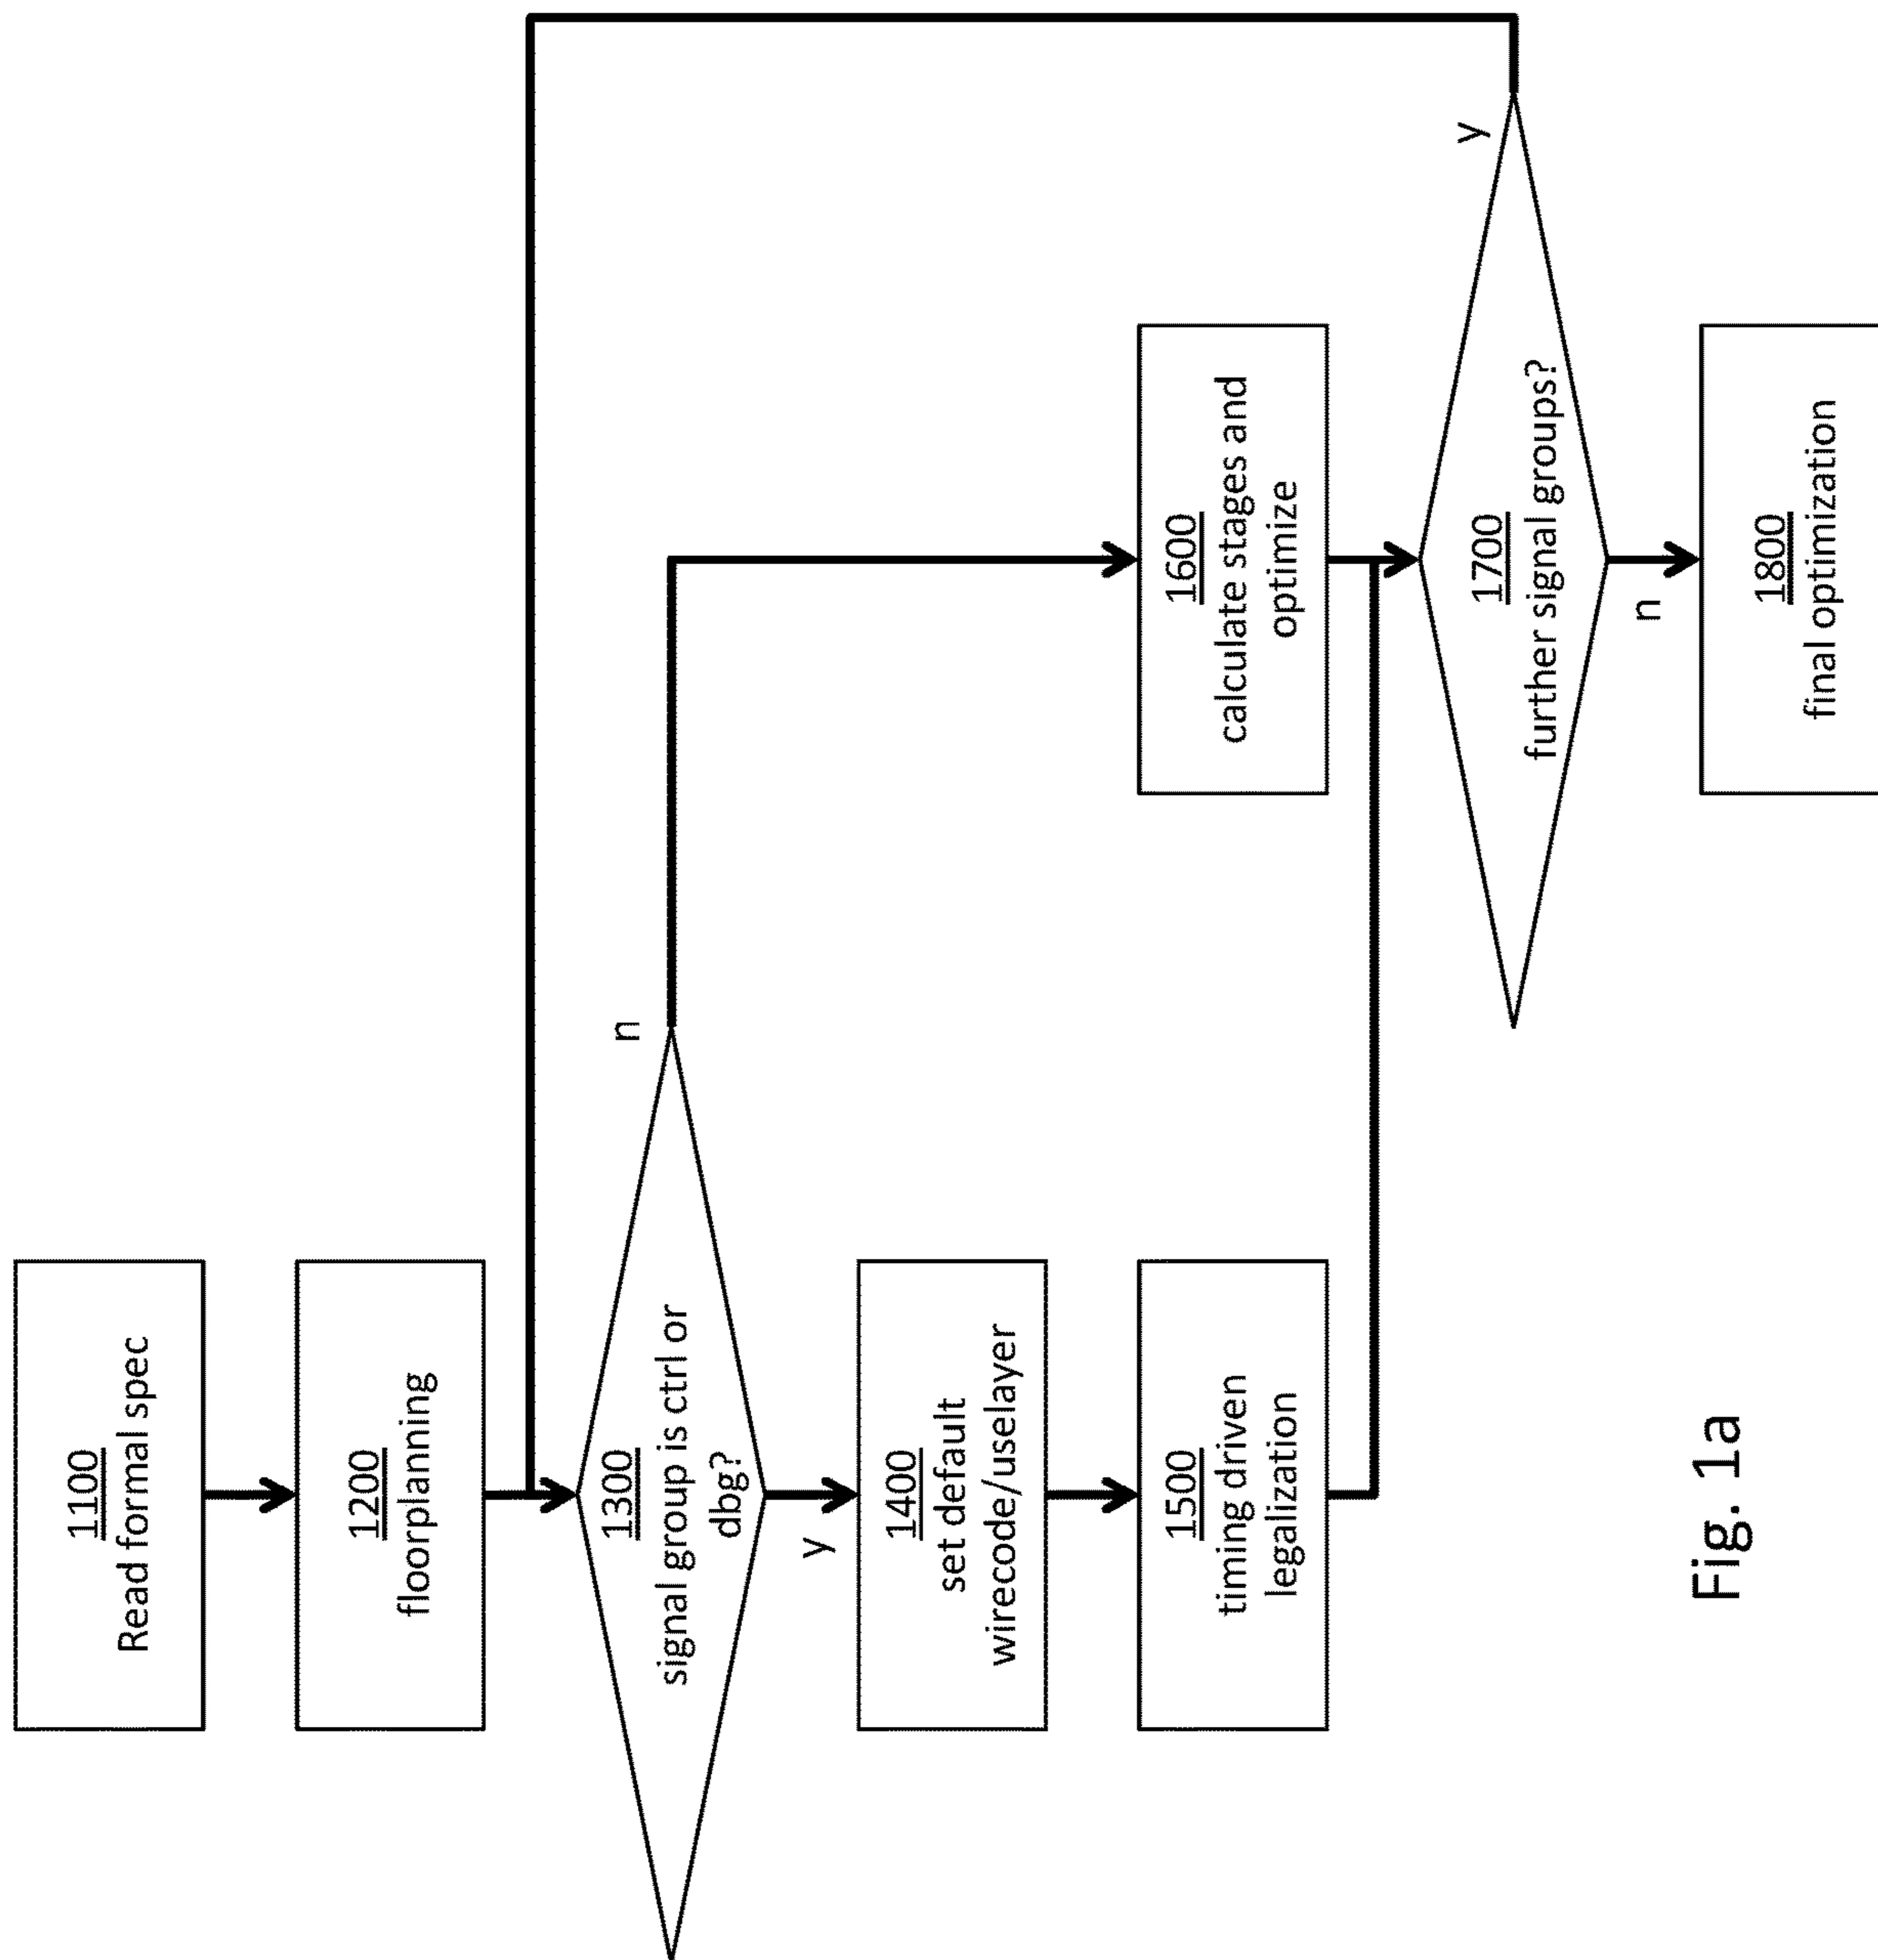 1100
Read formal spec
1200
floorplanning
1300
signal group is ctrl or
dbg?
n
y
1400
set default
wirecode/uselayer
1500
timing driven
legalization
1600
calculate stages and
optimize
1700
further signal groups?
y
n
1800
final optimization
Fig. 1a